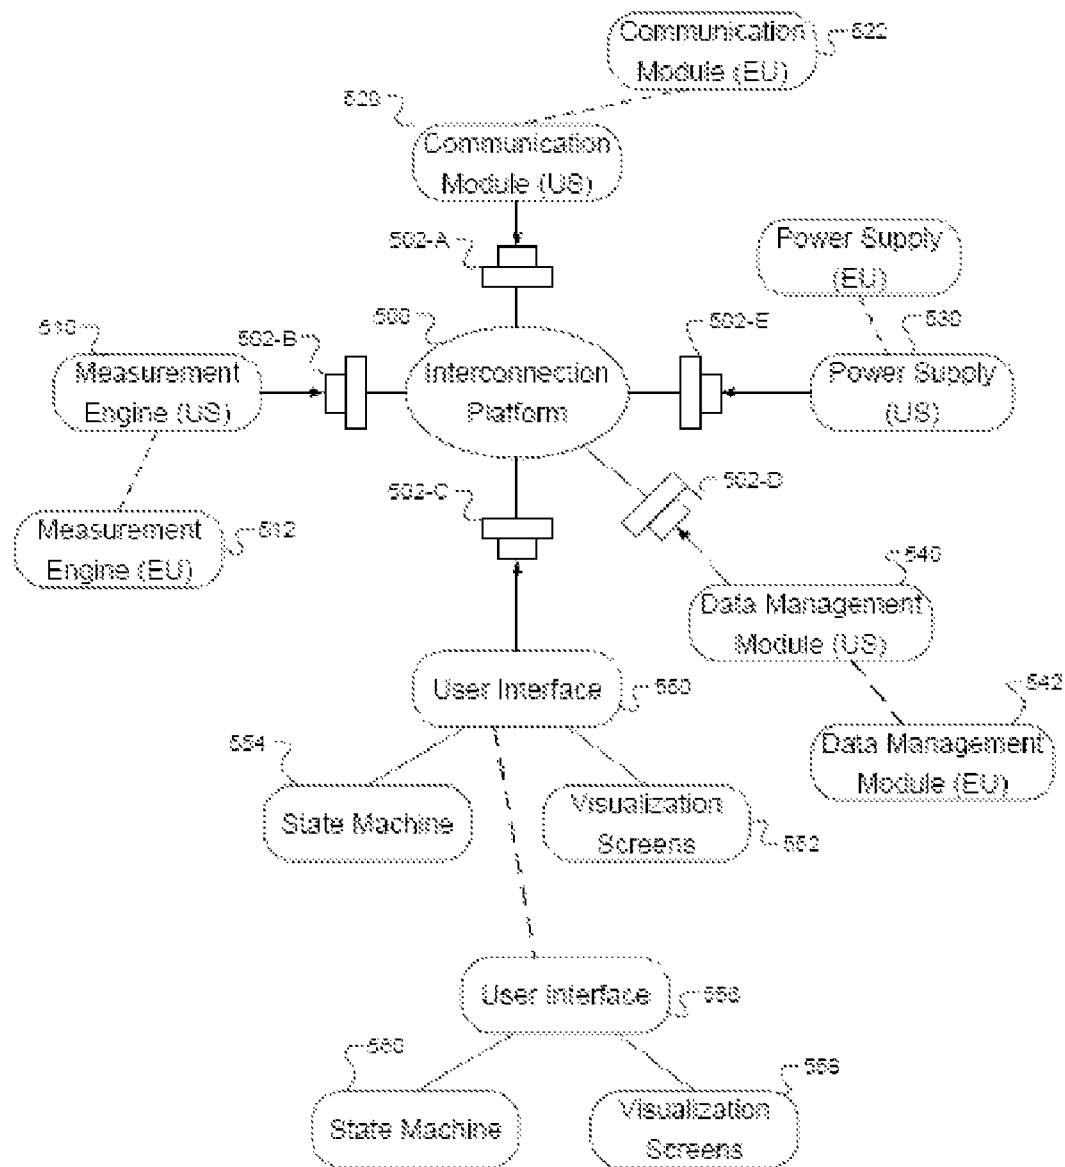 Communication
Module (EU)
522
520
Communication
Module (US)
502-A
Power Supply
(EU)
510
502-B
500
502-E
530
Measurement
Engine (US)
Interconnection
Platform
Power Supply
(US)
502-C
502-D
Measurement
Engine (EU)
512
540
Data Management
Module (US)
User Interface
550
542
554
Data Management
Module (EU)
State Machine
Visualization
Screens
552
User Interface
556
560
558
State Machine
Visualization
Screens